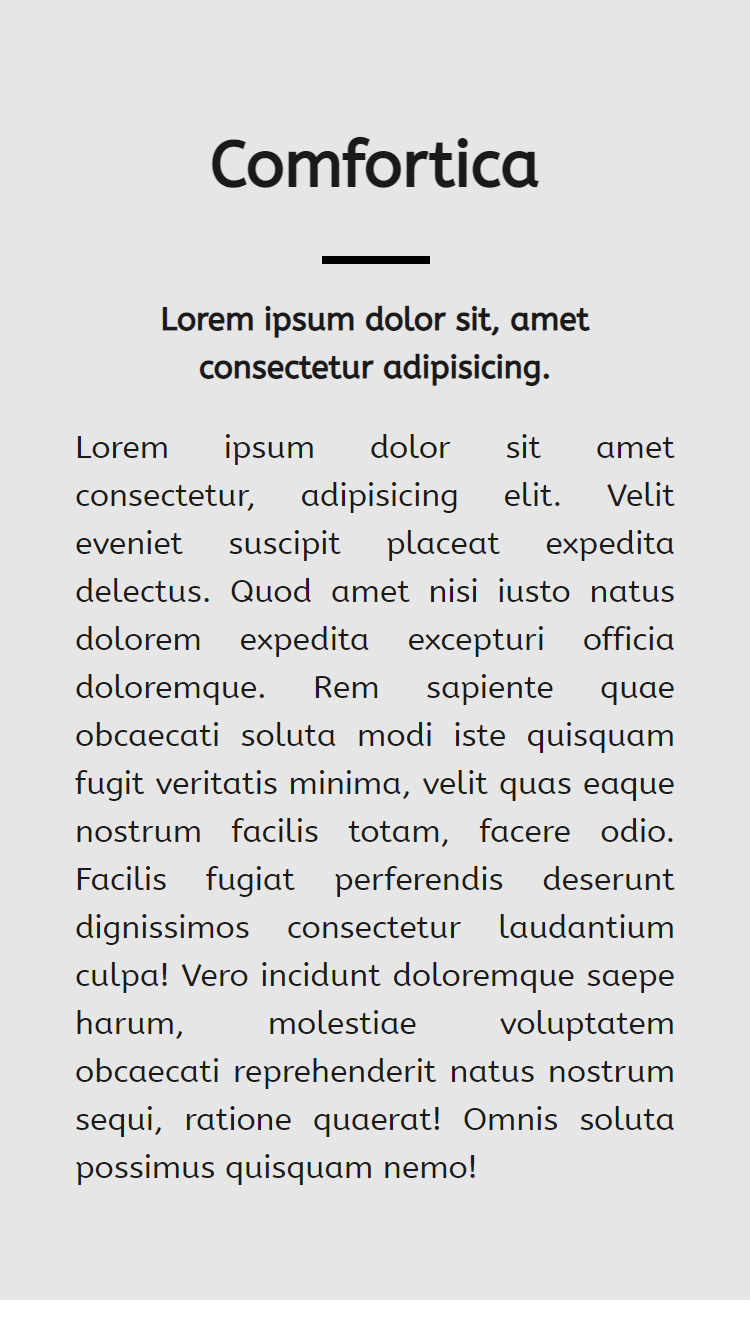 Comfortica
Lorem ipsum dolor sit, amet
consectetur adipisicing.
Lorem ipsum dolor sit amet
consectetur, adipisicing elit. Velit
eveniet suscipit placeat expedita
delectus. Quod amet nisi iusto natus
dolorem expedita excepturi officia
doloremque. Rem sapiente quae
obcaecati soluta modi iste quisquam
fugit veritatis minima, velit quas eaque
nostrum facilis totam, facere odio.
Facilis fugiat perferendis deserunt
dignissimos consectetur laudantium
culpa! Vero incidunt doloremque saepe
harum, molestiae voluptatem
obcaecati reprehenderit natus nostrum
sequi, ratione quaerat! Omnis soluta
possimus quisquam nemo!